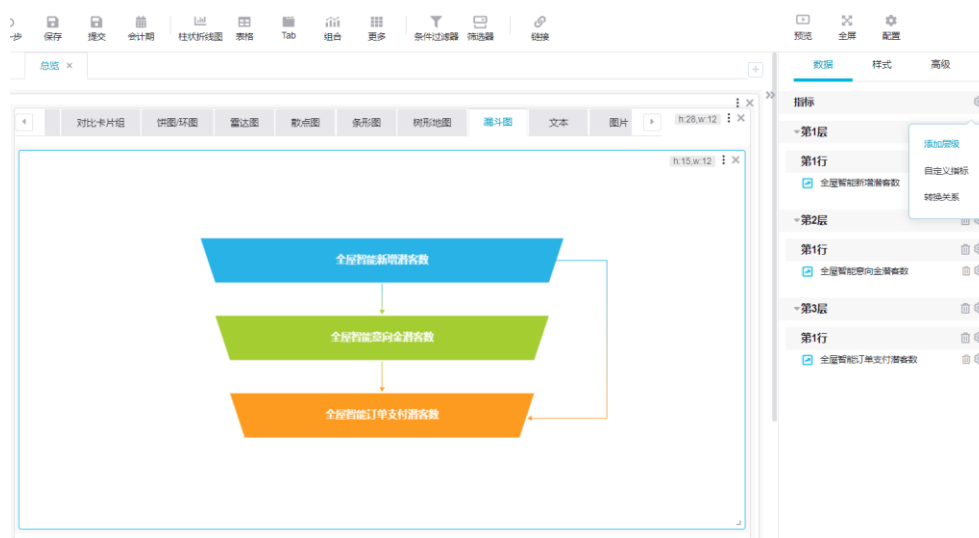 步 保存 提交 会计期 柱状折线图 表格 Tab 组合 更多 条件过滤器 筛选器 链接 预览 全屏 配置
总览 ×
数据 样式 高级
对比卡片组 饼图/环图 雷达图 散点图 条形图 树形地图 漏斗图 文本 图片 h:28,w:12
h:15,w:12
全屋智能新增潜客数
全屋智能意向金潜客数
全屋智能订单支付潜客数
指标
第1层
第1行
全屋智能新增潜客数
添加层级
自定义指标
转换关系
第2层
第1行
全屋智能意向金潜客数
第3层
第1行
全屋智能订单支付潜客数